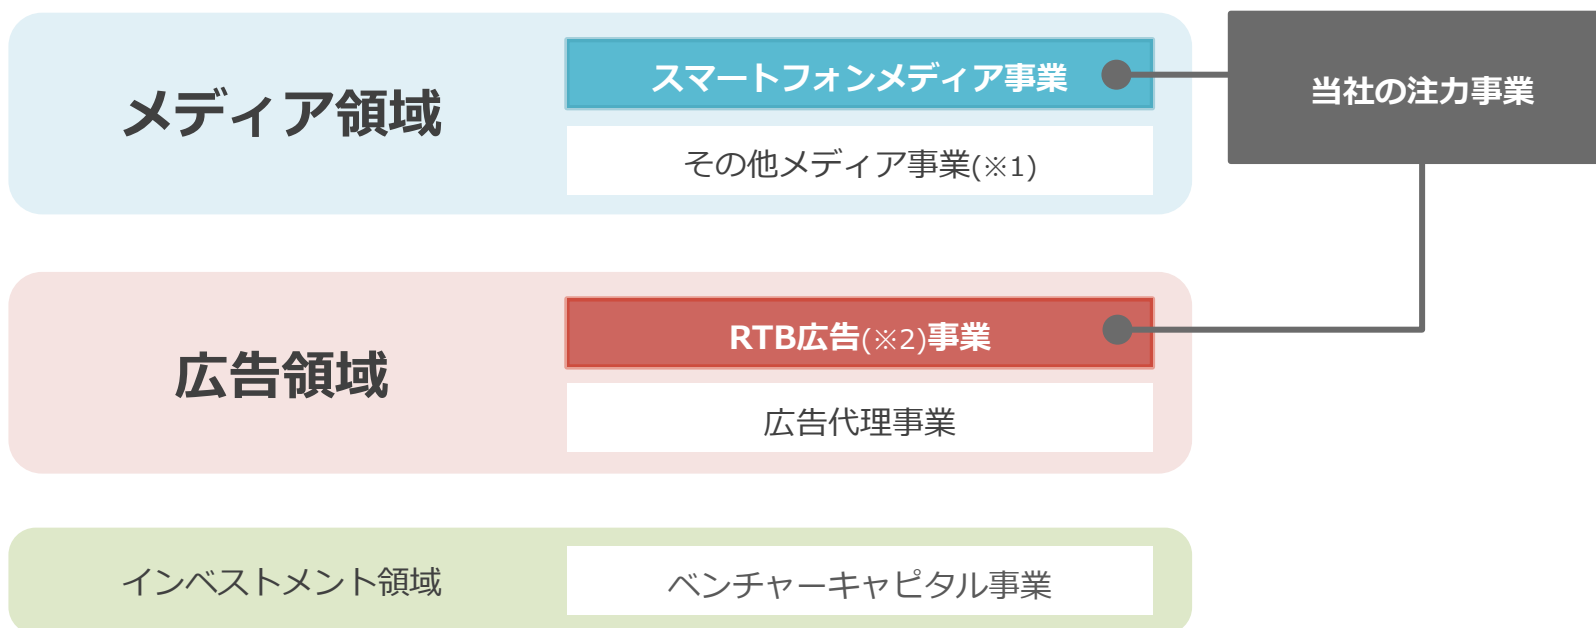 メディア領域
スマートフォンメディア事業
その他メディア事業(※1)
当社の注力事業
広告領域
RTB広告(※2)事業
広告代理事業
インベストメント領域
ベンチャーキャピタル事業